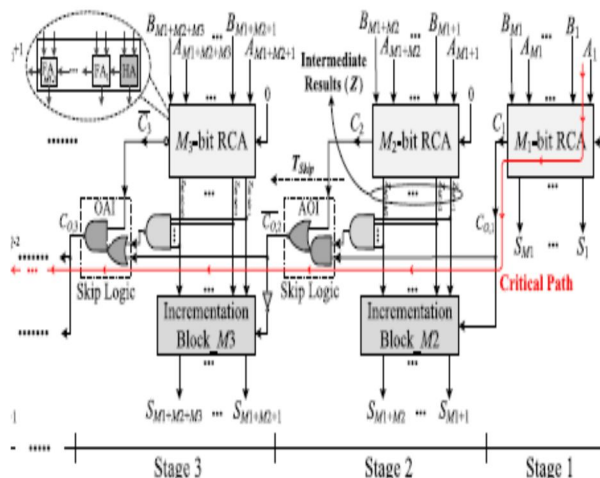 B_{M1+M2+M3} ... B_{M1+M2+1}
A_{M1+M2+M3} A_{M1+M2+1}
B_{M1+M2} ... B_{M1+1}
A_{M1+M2} A_{M1+1}
B_{M1} B_1
A_{M1} ... A_1
FA FA HA
Intermediate
Results (Z)
0
0
M3-bit RCA
M2-bit RCA
M1-bit RCA
C_3
C_2
C_1
T_{Skip}
OAI
AOI
C_{O,3}
C_{O,2}
C_{O,1}
S_{M1} ... S_1
Skip Logic
Skip Logic
Critical Path
Incrementation
Block_M3
Incrementation
Block_M2
S_{M1+M2+M3} ... S_{M1+M2+1}
S_{M1+M2} ... S_{M1+1}
Stage 3
Stage 2
Stage 1